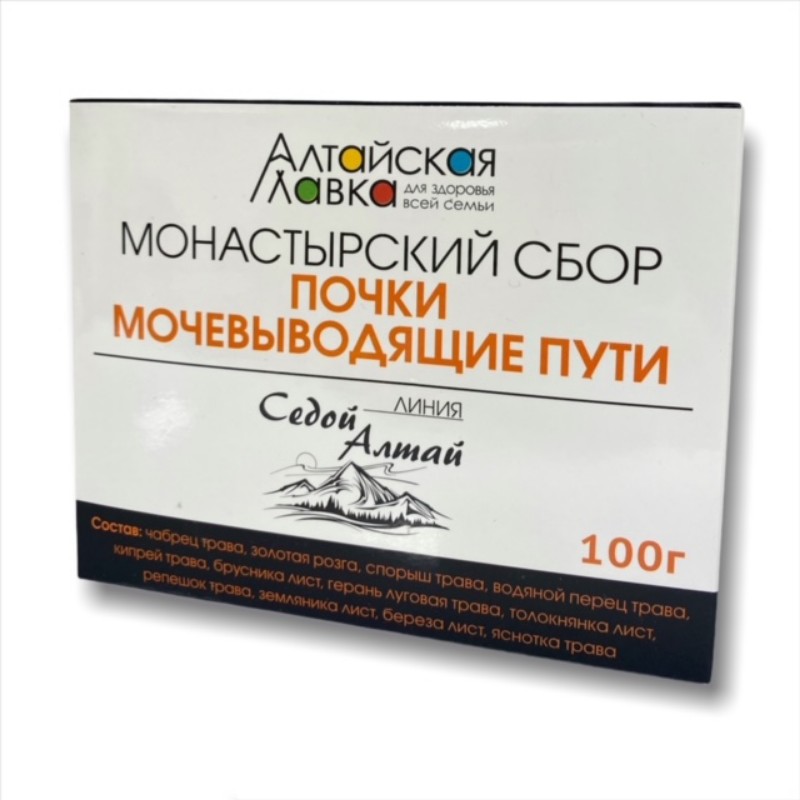 Алтайская
Лавка для здоровья
всей семьи
МОНАСТЫРСКИЙ СБОР
ПОЧКИ
МОЧЕВЫВОДЯЩИЕ ПУТИ
ЛИНИЯ
Седой
Алтай
100г
Состав: чабрец трава, золотая розга, спорыш трава, водяной перец трава,
кипрей трава, брусника лист, герань луговая трава, толокнянка лист,
репешок трава, земляника лист, береза лист, яснотка трава